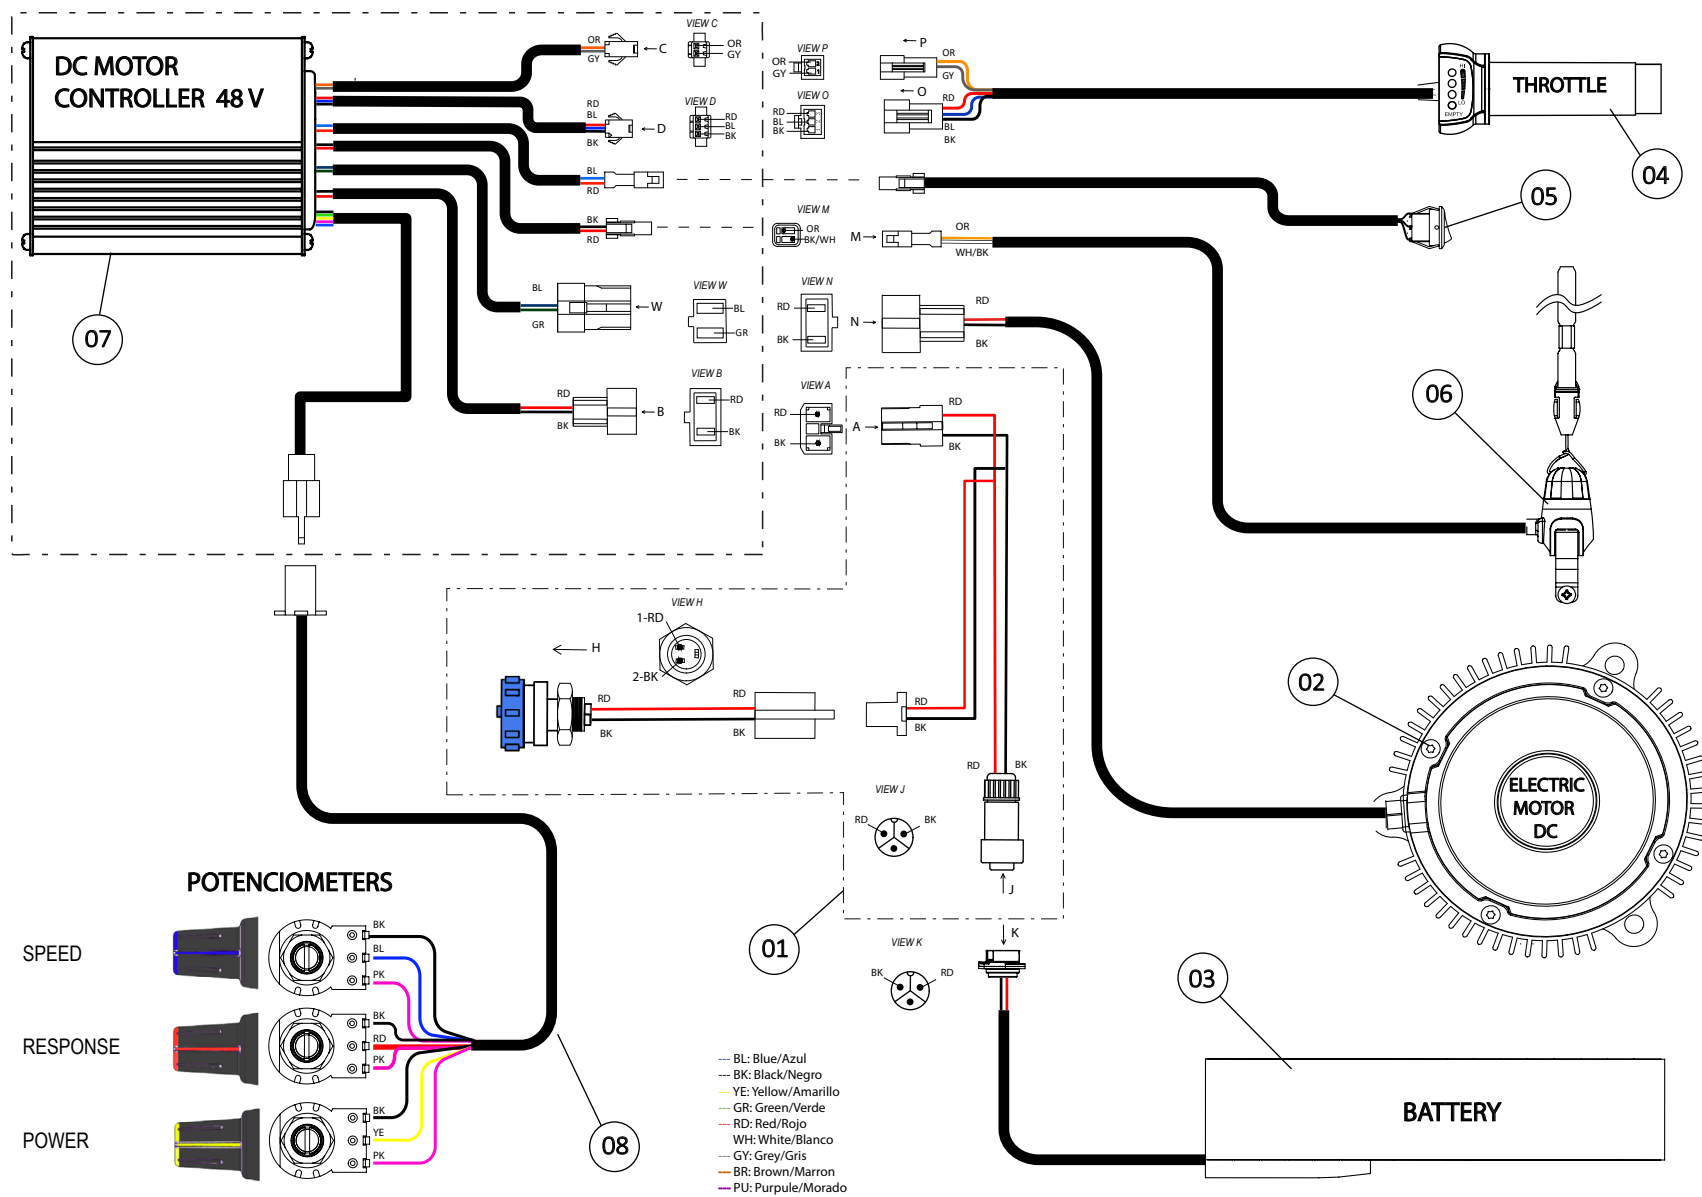 DC MOTOR
CONTROLLER 48 V
07
OR
GY
C
VIEW C
OR
GY
RD
BL
BK
D
VIEW D
RD
BL
BK
BL
RD
BK
RD
BL
GR
W
VIEW W
BL
GR
RD
BK
B
VIEW B
RD
BK
VIEW P
OR
GY
P
OR
GY
VIEW O
RD
BL
BK
O
RD
BL
BK
HI
LO
EMPTY
THROTTLE
04
05
VIEW M
OR
BK/WH
M
OR
WH/BK
VIEW N
RD
BK
N
RD
BK
06
VIEW A
RD
BK
A
RD
BK
VIEW H
1-RD
2-BK
H
RD
BK
RD
BK
RD
BK
RD
BK
VIEW J
RD
BK
J
01
02
ELECTRIC
MOTOR
DC
VIEW K
BK
RD
K
03
BATTERY
POTENCIOMETERS
SPEED
BK
BL
PK
RESPONSE
BK
RD
PK
POWER
BK
YE
PK
08
BL: Blue/Azul
BK: Black/Negro
YE: Yellow/Amarillo
GR: Green/Verde
RD: Red/Rojo
WH: White/Blanco
GY: Grey/Gris
BR: Brown/Marron
PU: Purpule/Morado